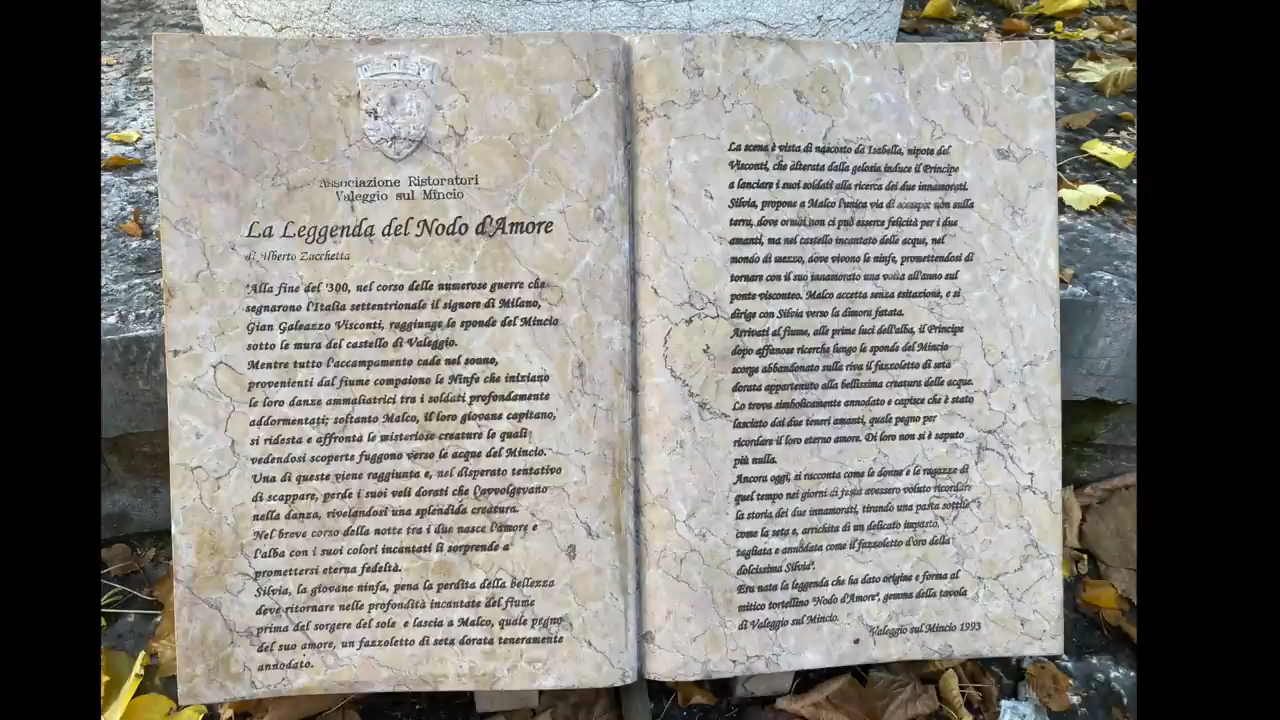 Associazione Ristoratori
Valeggio sul Mincio
La Leggenda del Nodo d'Amore
di Alberto Zucchetta
"Alla fine del '300, nel corso delle numerose guerre che
segnarono l'Italia settentrionale il signore di Milano,
Gian Galeazzo Visconti, raggiunge le sponde del Mincio
sotto le mura del castello di Valeggio.
Mentre tutto l'accampamento cade nel sonno,
provenienti dal fiume compaiono le Ninfe che iniziano
le loro danze ammaliatrici tra i soldati profondamente
addormentati; soltanto Malco, il loro giovane capitano,
si ridesta e affronta le misteriose creature le quali
vedendosi scoperte fuggono verso le acque del Mincio.
Una di queste viene raggiunta e, nel disperato tentativo
di scappare, perde i suoi veli dorati che l'avvolgevano
nella danza, rivelandosi una splendida creatura.
Nel breve corso della notte tra i due nasce l'amore e
l'alba con i suoi colori incantati li sorprende a
promettersi eterna fedeltà.
Silvia, la giovane ninfa, pena la perdita della bellezza
deve ritornare nelle profondità incantate del fiume
prima del sorgere del sole e lascia a Malco, quale pegno
del suo amore, un fazzoletto di seta dorata teneramente
annodato.
La scena è vista di nascosto da Isabella, nipote del
Visconti, che alterata dalla gelosia induce il Principe
a lanciare i suoi soldati alla ricerca dei due innamorati.
Silvia, propone a Malco l'unica via di scampo: non sulla
terra, dove ormai non ci può essere felicità per i due
amanti, ma nel castello incantato delle acque, nel
mondo di mezzo, dove vivono le ninfe, promettendosi di
tornare con il suo innamorato una volta all'anno sul
ponte visconteo. Malco accetta senza esitazione, e si
dirige con Silvia verso la dimora fatata.
Arrivati al fiume, alle prime luci dell'alba, il Principe
dopo affannose ricerche lungo le sponde del Mincio
scorge abbandonato sulla riva il fazzoletto di seta
dorata appartenuto alla bellissima creatura delle acque.
Lo trova simbolicamente annodato e capisce che è stato
lasciato dai due teneri amanti, quale pegno per
ricordare il loro eterno amore. Di loro non si è saputo
più nulla.
Ancora oggi, si racconta come le donne e le ragazze di
quel tempo nei giorni di festa avessero voluto ricordare
la storia dei due innamorati, tirando una pasta sottile
come la seta e, arrichita di un delicato impasto,
tagliata e annodata come il fazzoletto d'oro della
dolcissima Silvia".
Era nata la leggenda che ha dato origine e forma al
mitico tortellino "Nodo d'Amore", gemma della tavola
di Valeggio sul Mincio.
Valeggio sul Mincio 1993